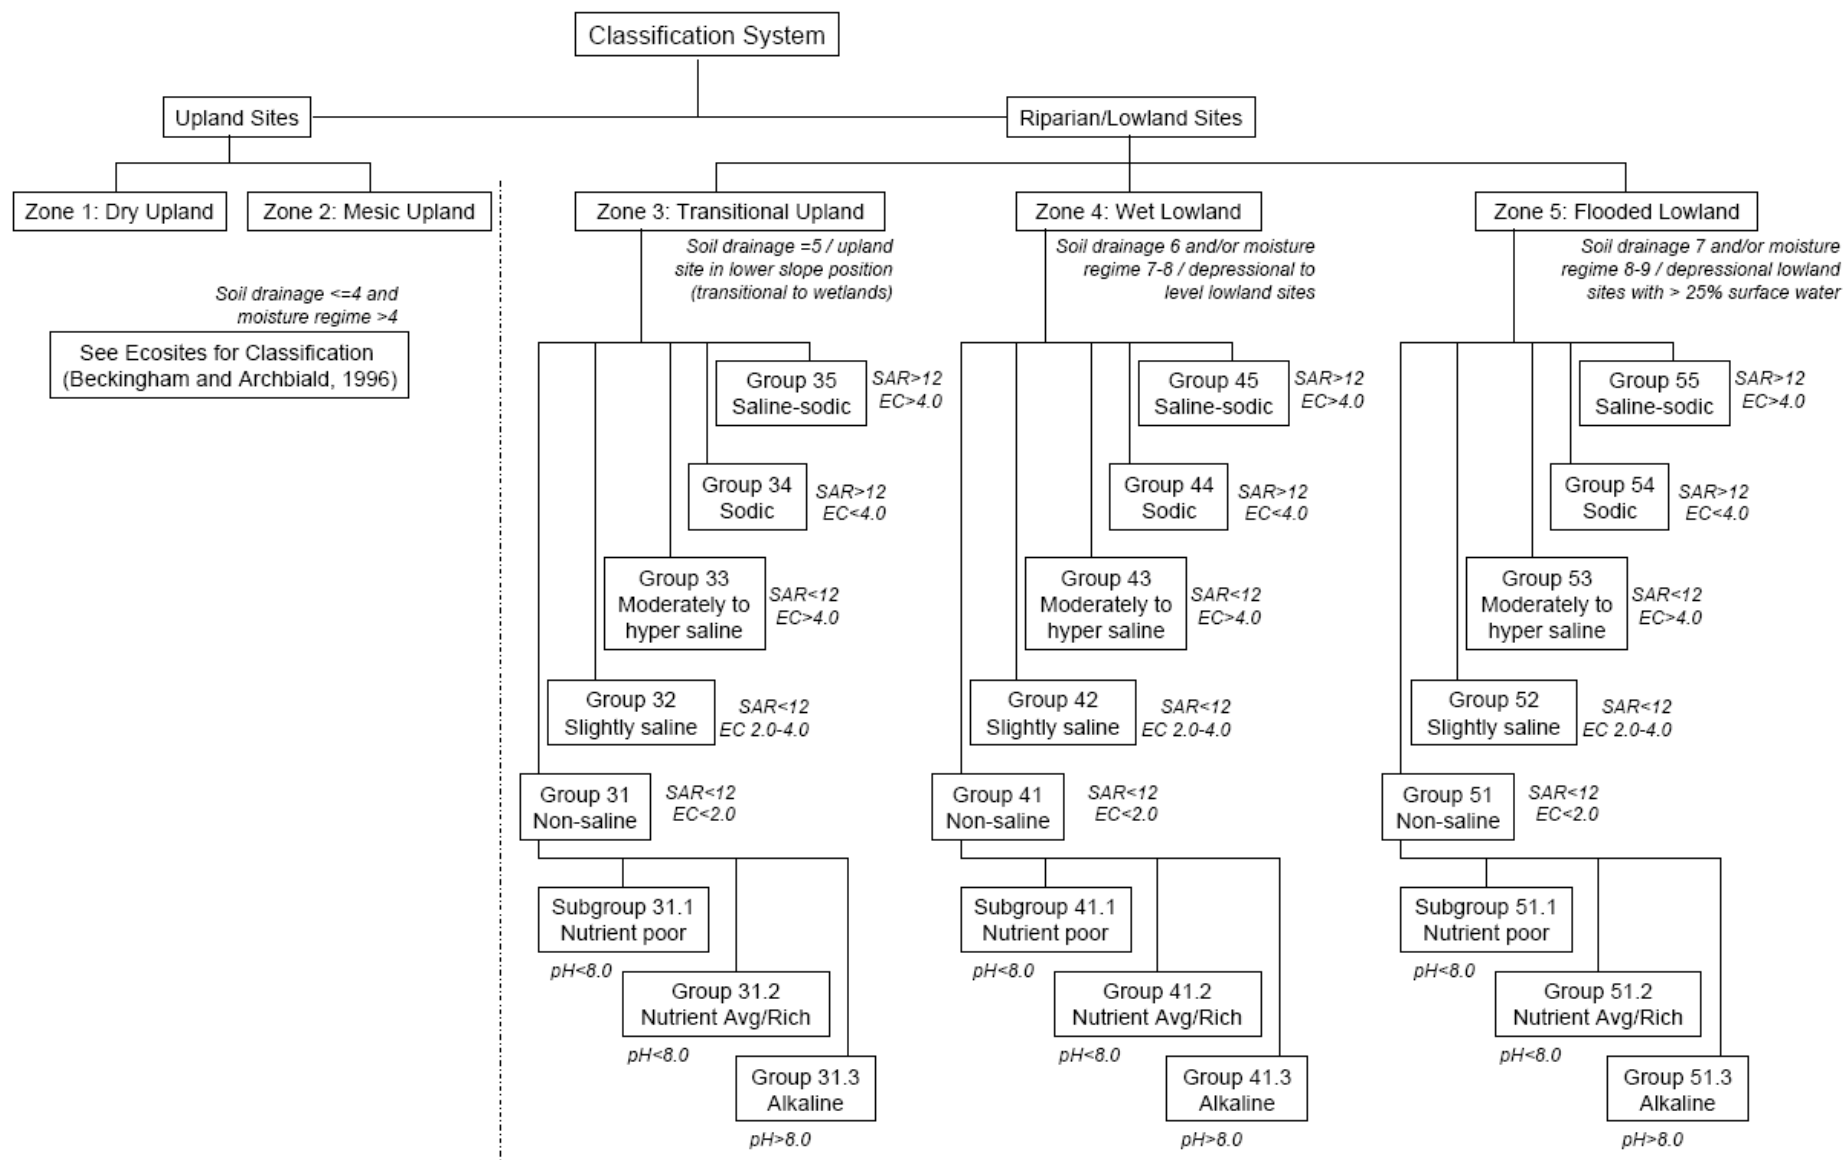 Classification System
Upland Sites
Riparian/Lowland Sites
Zone 1: Dry Upland
Zone 2: Mesic Upland
Soil drainage <=4 and
moisture regime >4
See Ecosites for Classification
(Beckingham and Archbiald, 1996)
Zone 3: Transitional Upland
Soil drainage =5 / upland
site in lower slope position
(transitional to wetlands)
Group 35
Saline-sodic
SAR>12
EC>4.0
Group 34
Sodic
SAR>12
EC<4.0
Group 33
Moderately to
hyper saline
SAR<12
EC>4.0
Group 32
Slightly saline
SAR<12
EC 2.0-4.0
Group 31
Non-saline
SAR<12
EC<2.0
Subgroup 31.1
Nutrient poor
pH<8.0
Group 31.2
Nutrient Avg/Rich
pH<8.0
Group 31.3
Alkaline
pH>8.0
Zone 4: Wet Lowland
Soil drainage 6 and/or moisture
regime 7-8 / depressional to
level lowland sites
Group 45
Saline-sodic
SAR>12
EC>4.0
Group 44
Sodic
SAR>12
EC<4.0
Group 43
Moderately to
hyper saline
SAR<12
EC>4.0
Group 42
Slightly saline
SAR<12
EC 2.0-4.0
Group 41
Non-saline
SAR<12
EC<2.0
Subgroup 41.1
Nutrient poor
pH<8.0
Group 41.2
Nutrient Avg/Rich
pH<8.0
Group 41.3
Alkaline
pH>8.0
Zone 5: Flooded Lowland
Soil drainage 7 and/or moisture
regime 8-9 / depressional lowland
sites with > 25% surface water
Group 55
Saline-sodic
SAR>12
EC>4.0
Group 54
Sodic
SAR>12
EC<4.0
Group 53
Moderately to
hyper saline
SAR<12
EC>4.0
Group 52
Slightly saline
SAR<12
EC 2.0-4.0
Group 51
Non-saline
SAR<12
EC<2.0
Subgroup 51.1
Nutrient poor
pH<8.0
Group 51.2
Nutrient Avg/Rich
pH<8.0
Group 51.3
Alkaline
pH>8.0